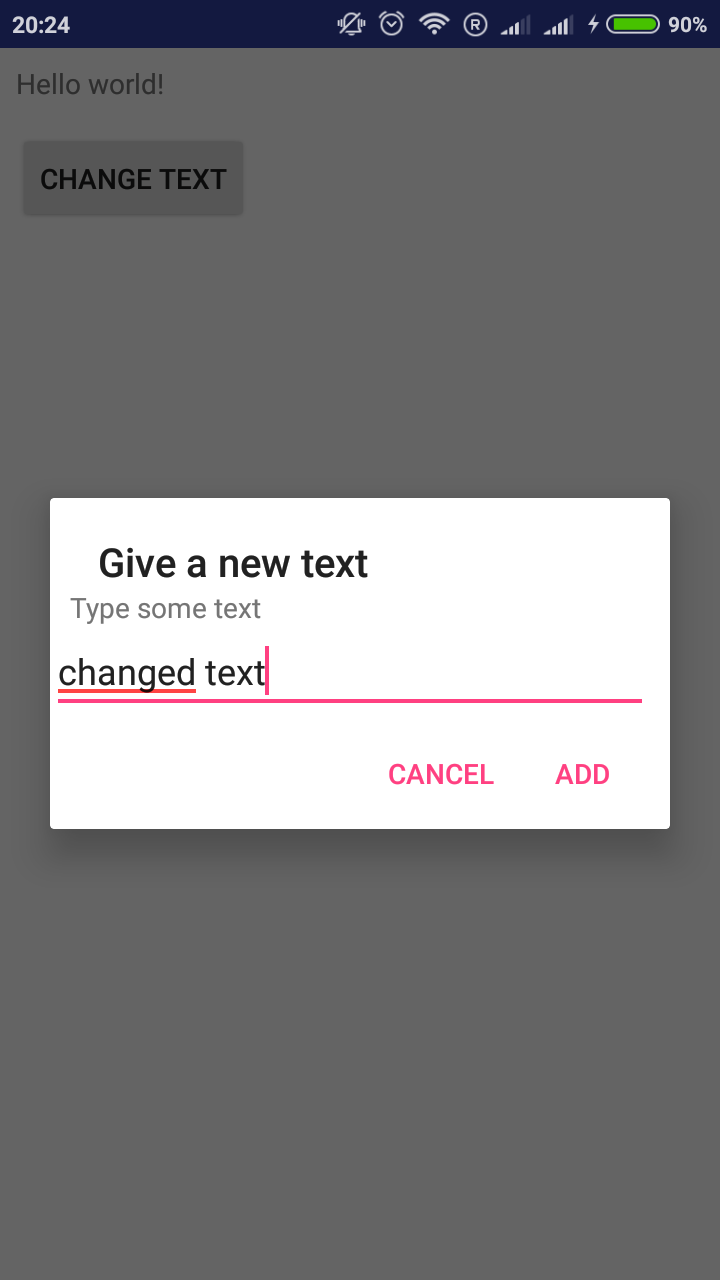 20:24 R 90%
Hello world!
CHANGE TEXT
Give a new text
Type some text
changed text
CANCEL ADD